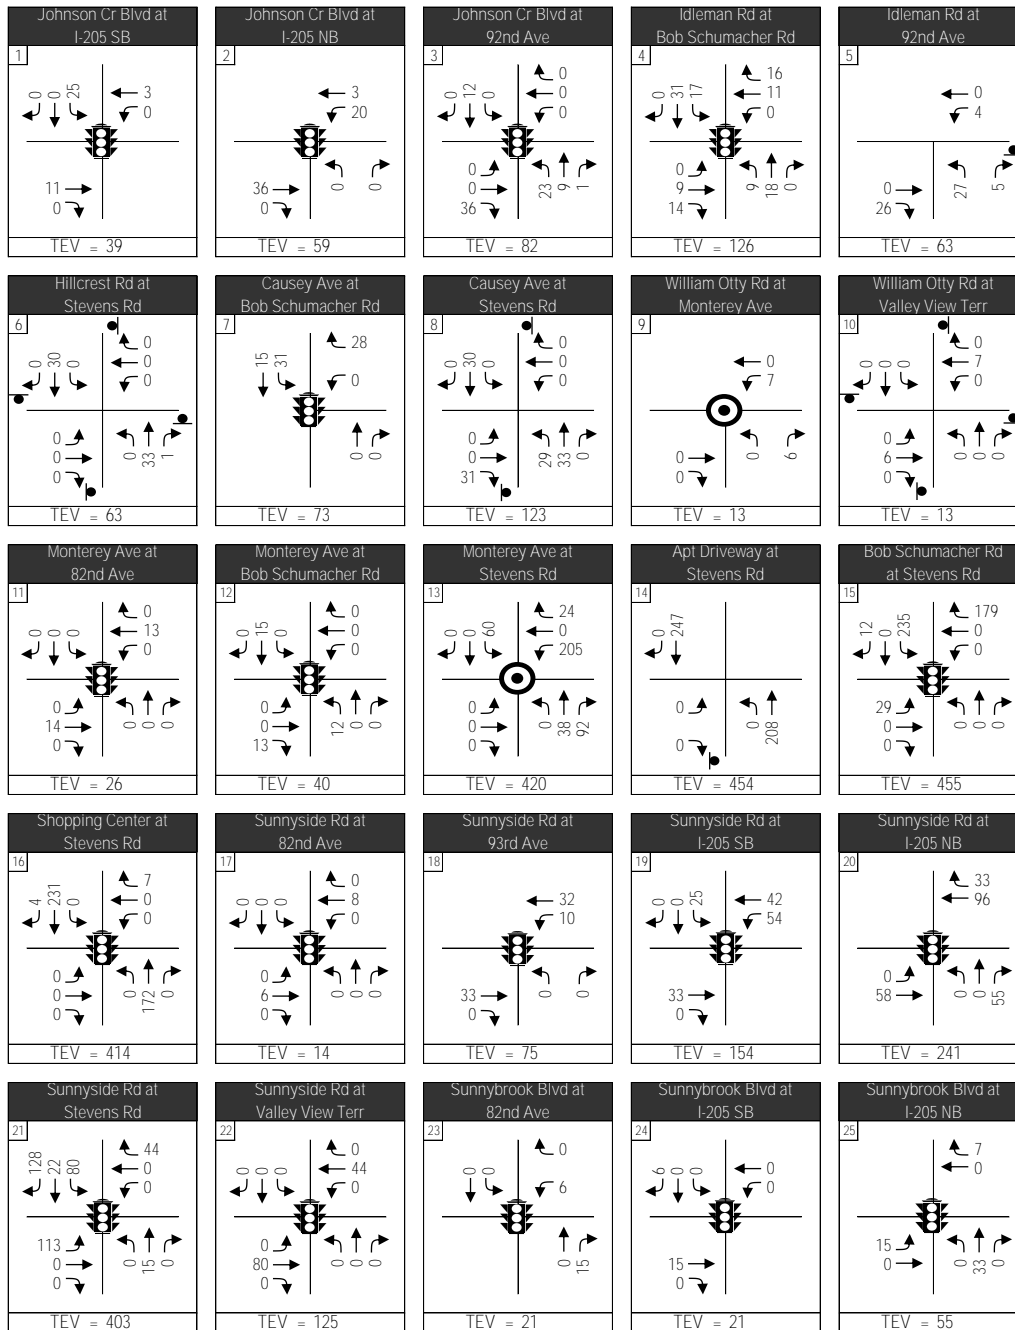 Johnson Cr Blvd at
I-205 SB
1
0 0 25
3
0
11
0
TEV = 39
Johnson Cr Blvd at
I-205 NB
2
3
20
36
0
0 0
TEV = 59
Johnson Cr Blvd at
92nd Ave
3
0 12 0
0
0
0
0
0
36
23 9 1
TEV = 82
Idleman Rd at
Bob Schumacher Rd
4
0 31 17
16
11
0
0
9
14
9 18 0
TEV = 126
Idleman Rd at
92nd Ave
5
0
4
0
26
27 5
TEV = 63
Hillcrest Rd at
Stevens Rd
6
0 30 0
0
0
0
0
0
0
0 33 1
TEV = 63
Causey Ave at
Bob Schumacher Rd
7
15 31
28
0
0 0
TEV = 73
Causey Ave at
Stevens Rd
8
0 30 0
0
0
0
0
0
31
29 33 0
TEV = 123
William Otty Rd at
Monterey Ave
9
0
7
0
0
0 6
TEV = 13
William Otty Rd at
Valley View Terr
10
0 0 0
0
7
0
0
6
0
0 0 0
TEV = 13
Monterey Ave at
82nd Ave
11
0 0 0
0
13
0
0
14
0
0 0 0
TEV = 26
Monterey Ave at
Bob Schumacher Rd
12
0 15 0
0
0
0
0
0
13
12 0 0
TEV = 40
Monterey Ave at
Stevens Rd
13
0 0 60
24
0
205
0
0
0
0 38 92
TEV = 420
Apt Driveway at
Stevens Rd
14
0 247
0
0
0 208
TEV = 454
Bob Schumacher Rd
at Stevens Rd
15
12 0 235
179
0
0
29
0
0
0 0 0
TEV = 455
Shopping Center at
Stevens Rd
16
4 231 0
7
0
0
0
0
0
0 172 0
TEV = 414
Sunnyside Rd at
82nd Ave
17
0 0 0
0
8
0
0
6
0
0 0 0
TEV = 14
Sunnyside Rd at
93rd Ave
18
32
10
33
0
0 0
TEV = 75
Sunnyside Rd at
I-205 SB
19
0 0 25
42
54
33
0
TEV = 154
Sunnyside Rd at
I-205 NB
20
33
96
0
58
0 0 55
TEV = 241
Sunnyside Rd at
Stevens Rd
21
128 22 80
44
0
0
113
0
0
0 15 0
TEV = 403
Sunnyside Rd at
Valley View Terr
22
0 0 0
0
44
0
0
80
0
0 0 0
TEV = 125
Sunnybrook Blvd at
82nd Ave
23
0 0
0
6
0 15
TEV = 21
Sunnybrook Blvd at
I-205 SB
24
6 0 0
0
0
15
0
TEV = 21
Sunnybrook Blvd at
I-205 NB
25
7
0
15
0
0 33 0
TEV = 55